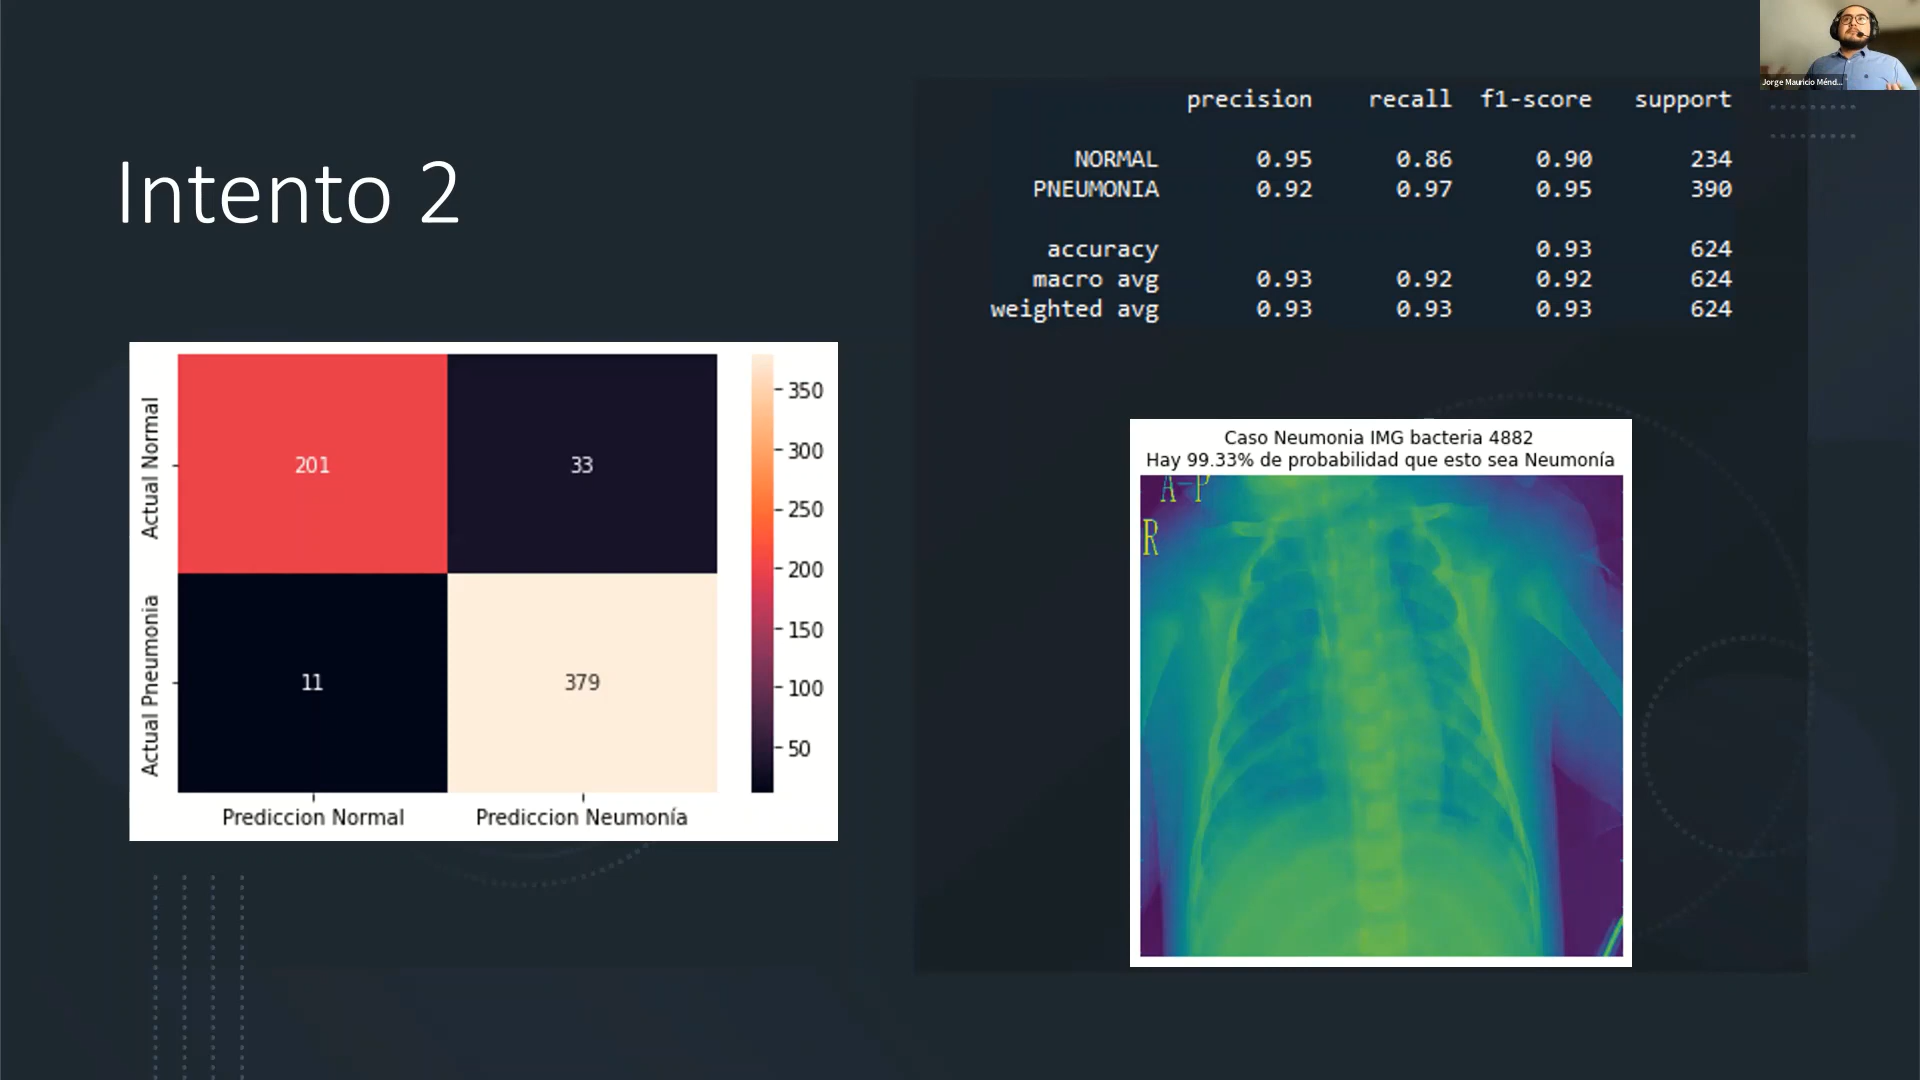 Jorge Mauricio Ménd...
Intento 2
precision recall f1-score support
NORMAL 0.95 0.86 0.90 234
PNEUMONIA 0.92 0.97 0.95 390
accuracy 0.93 624
macro avg 0.93 0.92 0.92 624
weighted avg 0.93 0.93 0.93 624
Actual Normal
Actual Pneumonia
201
33
11
379
Prediccion Normal
Prediccion Neumonía
350
300
250
200
150
100
50
Caso Neumonia IMG bacteria 4882
Hay 99.33% de probabilidad que esto sea Neumonía
A-P
R